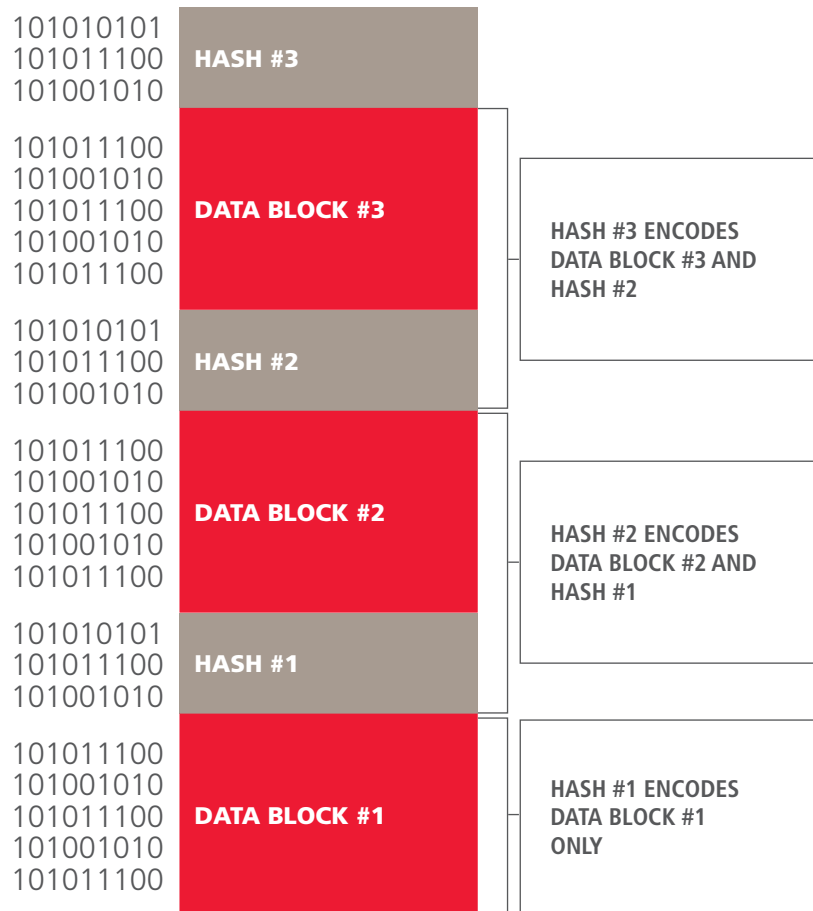 101010101
101011100
101001010
HASH #3
101011100
101001010
101011100
101001010
101011100
DATA BLOCK #3
HASH #3 ENCODES
DATA BLOCK #3 AND
HASH #2
101010101
101011100
101001010
HASH #2
101011100
101001010
101011100
101001010
101011100
DATA BLOCK #2
HASH #2 ENCODES
DATA BLOCK #2 AND
HASH #1
101010101
101011100
101001010
HASH #1
101011100
101001010
101011100
101001010
101011100
DATA BLOCK #1
HASH #1 ENCODES
DATA BLOCK #1
ONLY